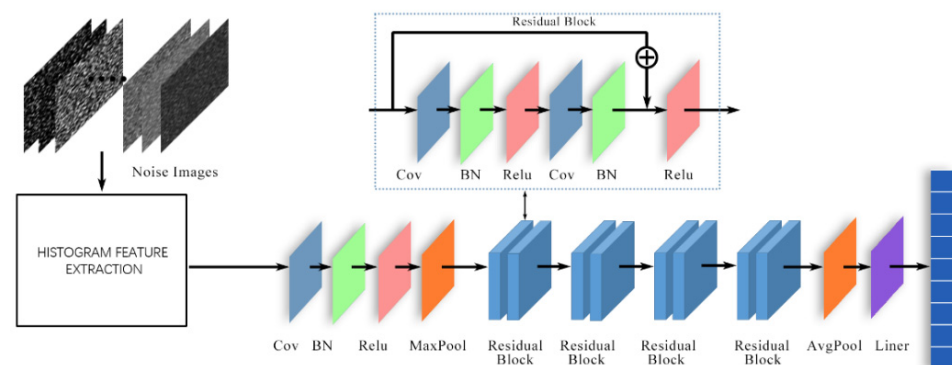 Residual Block
Noise Images
Cov BN Relu Cov BN Relu
HISTOGRAM FEATURE
EXTRACTION
Cov BN Relu MaxPool Residual Residual Residual Residual AvgPool Liner
Block Block Block Block